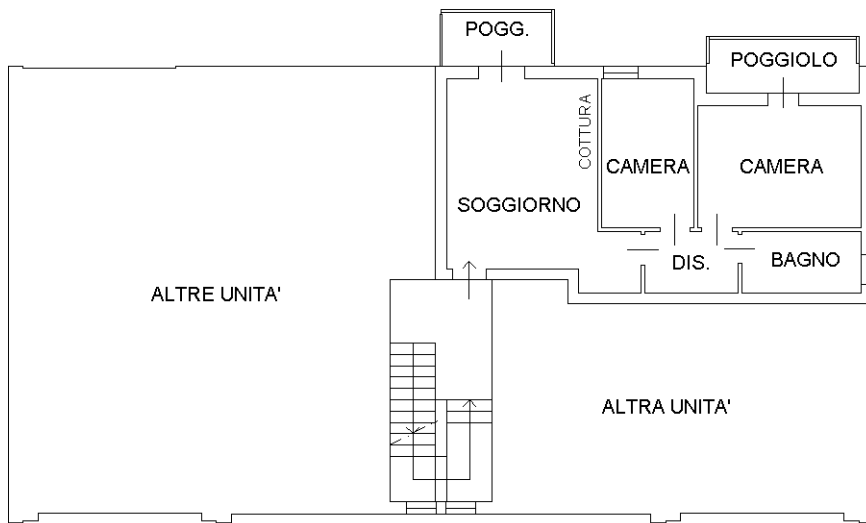 POGG.
POGGIOLO
COTTURA
CAMERA
CAMERA
SOGGIORNO
DIS.
BAGNO
ALTRE UNITA'
ALTRA UNITA'